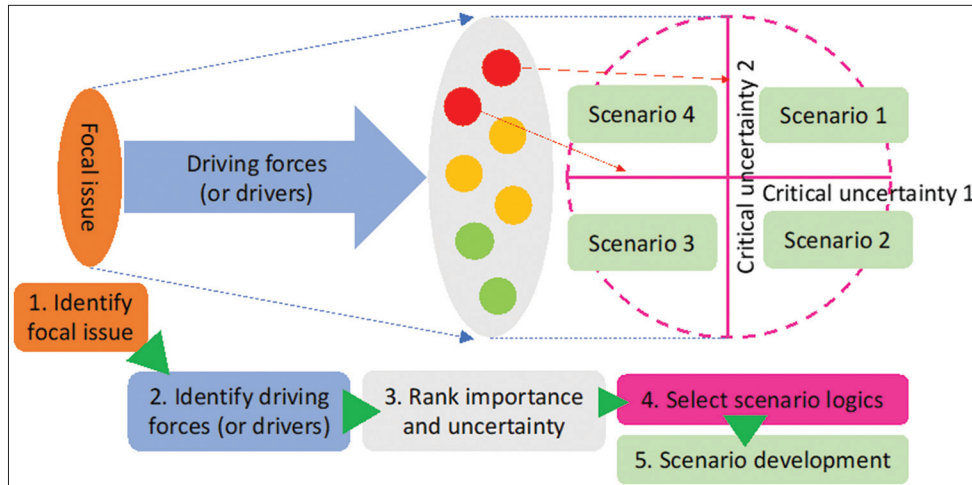 Focal issue
Driving forces
(or drivers)
Scenario 4
Scenario 1
Critical uncertainty 2
Critical uncertainty 1
Scenario 3
Scenario 2
1. Identify
focal issue
2. Identify driving
forces (or drivers)
3. Rank importance
and uncertainty
4. Select scenario logics
5. Scenario development